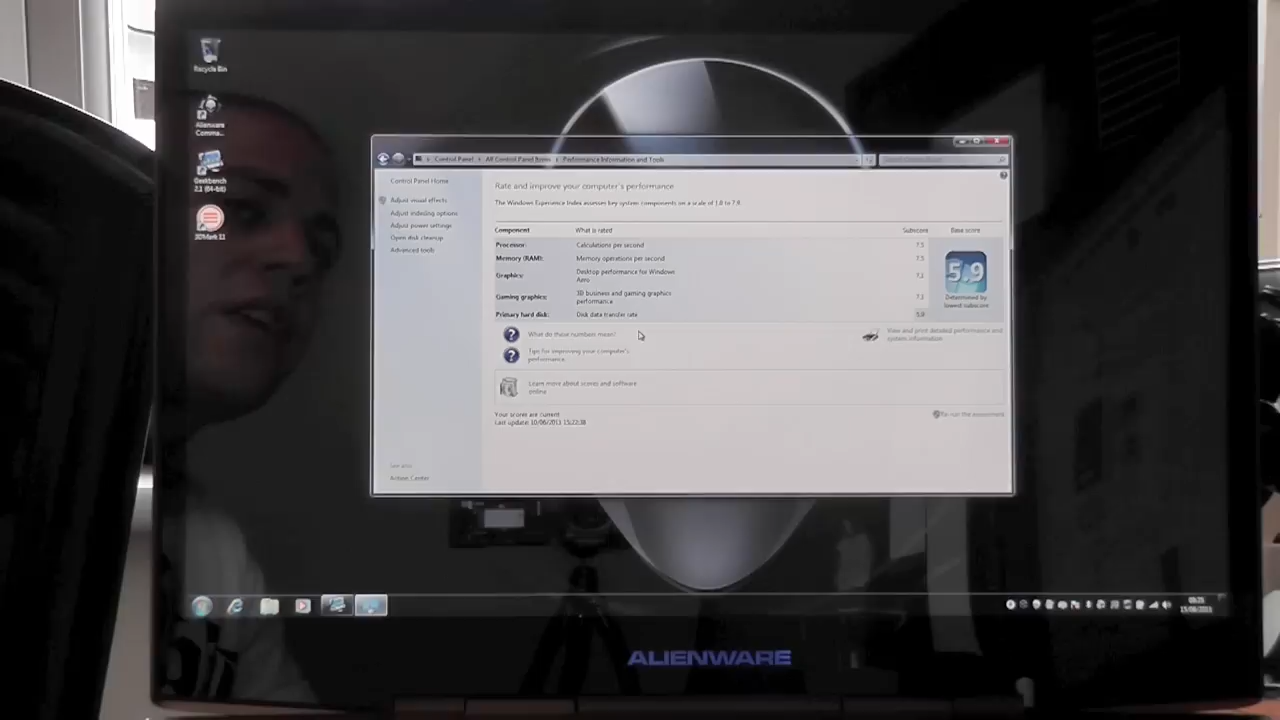 Recycle Bin
Alienware
Comma...
Geekbench
2.1 (64-bit)
3DMark 11
Control Panel
All Control Panel Items
Performance Information and Tools
Control Panel Home
Adjust visual effects
Adjust indexing options
Adjust power settings
Open disk cleanup
Advanced tools
Rate and improve your computer's performance
The Windows Experience Index assesses key system components on a scale of 1.0 to 7.9.
Component What is rated Subscore Base score
Processor: Calculations per second 7.5
Memory (RAM): Memory operations per second 7.5
Graphics: Desktop performance for Windows
Aero
Gaming graphics: 3D business and gaming graphics
performance
Primary hard disk: Disk data transfer rate 5.9
5.9
Determined by
lowest subscore
What do these numbers mean?
Tips for improving your computer's
performance.
View and print detailed performance and
system information
Learn more about scores and software
online
Your scores are current
Last update: 10/06/2011 15:22:38
Re-run the assessment
See also
Action Center
15/06/2011
ALIENWARE